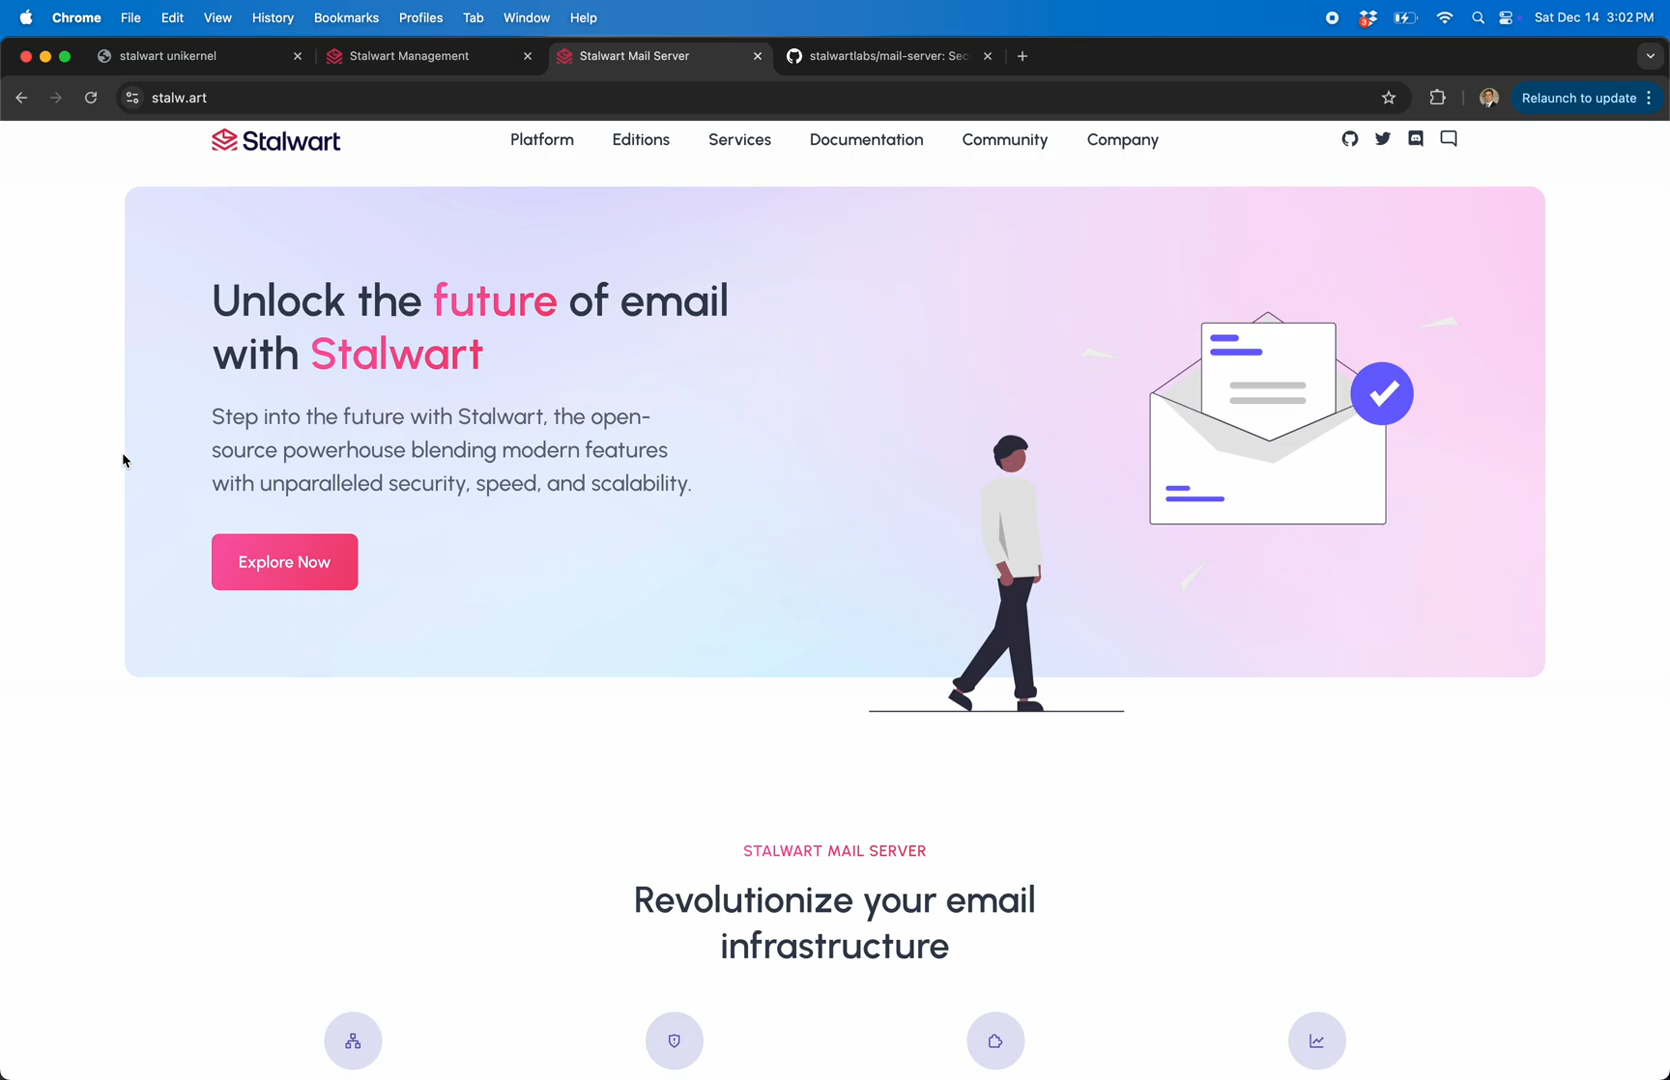 Chrome File Edit View History Bookmarks Profiles Tab Window Help
3
Sat Dec 14 3:02 PM
stalwart unikernel
Stalwart Management
Stalwart Mail Server
stalwartlabs/mail-server: Sec
stalw.art
Relaunch to update
Stalwart
Platform Editions Services Documentation Community Company
Unlock the future of email
with Stalwart
Step into the future with Stalwart, the open-
source powerhouse blending modern features
with unparalleled security, speed, and scalability.
Explore Now
STALWART MAIL SERVER
Revolutionize your email
infrastructure